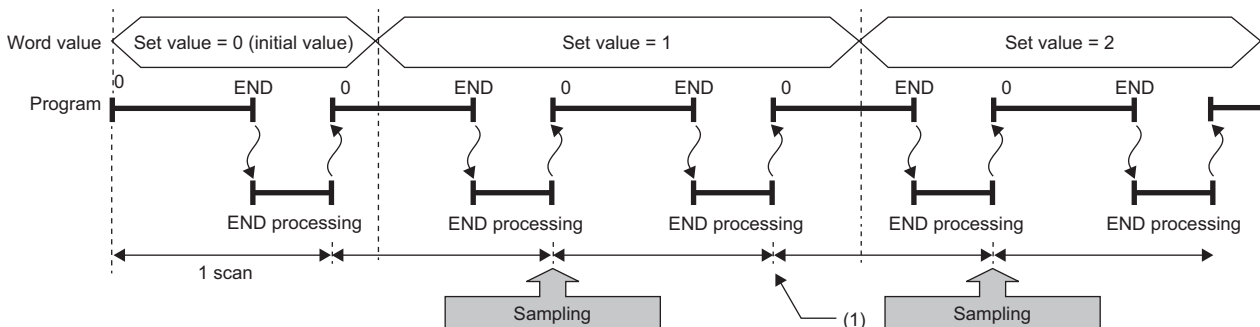 Word value
Set value = 0 (initial value)
Set value = 1
Set value = 2
Program
0
END
0
END
0
END
0
END
0
END
END processing
END processing
END processing
END processing
END processing
1 scan
Sampling
(1)
Sampling